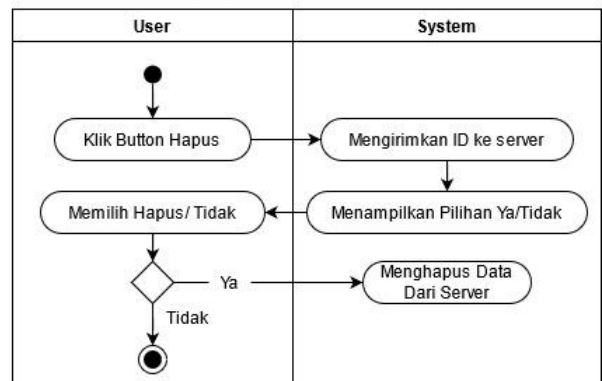 User
System
Klik Button Hapus
Mengirimkan ID ke server
Memilih Hapus/ Tidak
Menampilkan Pilihan Ya/Tidak
Ya
Menghapus Data
Dari Server
Tidak